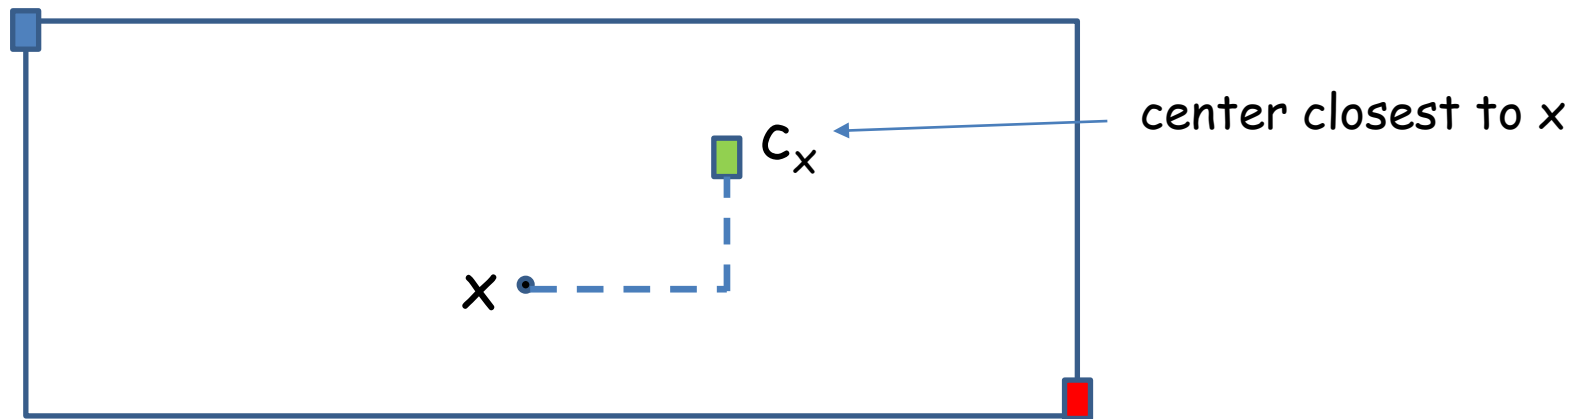 center closest to x
cₓ
x